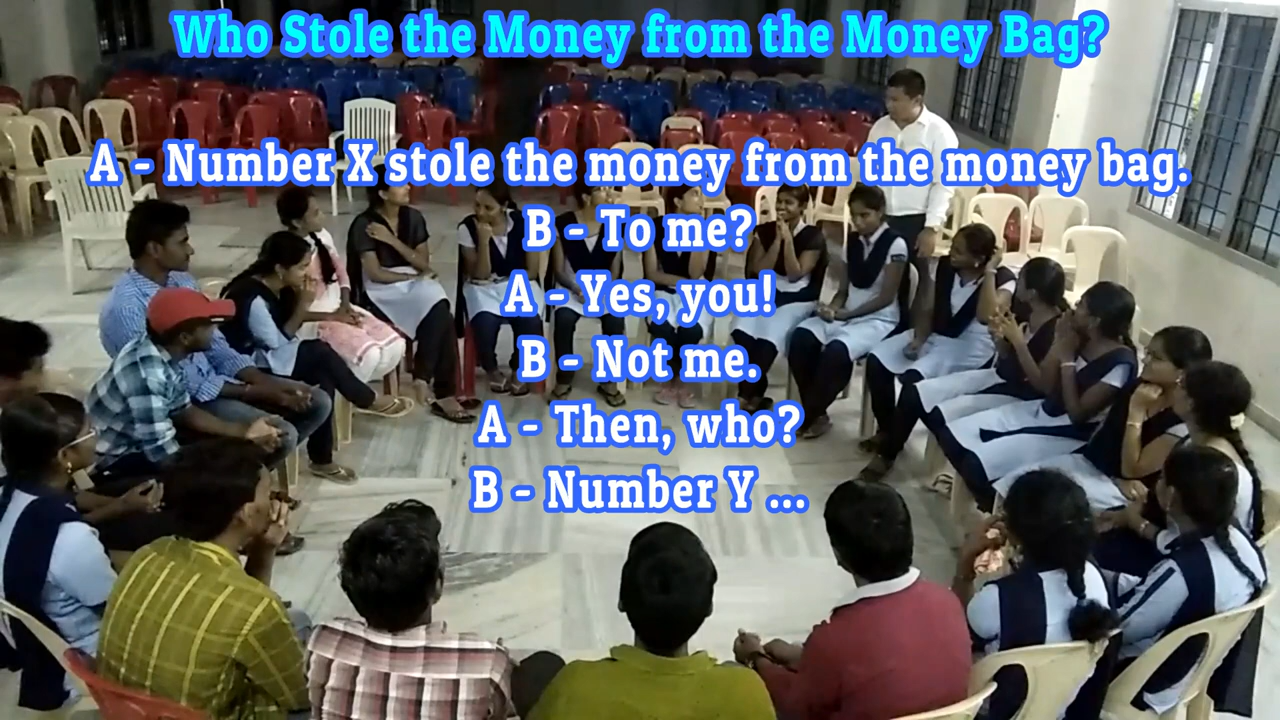 Who Stole the Money from the Money Bag?
A - Number X stole the money from the money bag.
B - To me?
A - Yes, you!
B - Not me.
A - Then, who?
B - Number Y ...